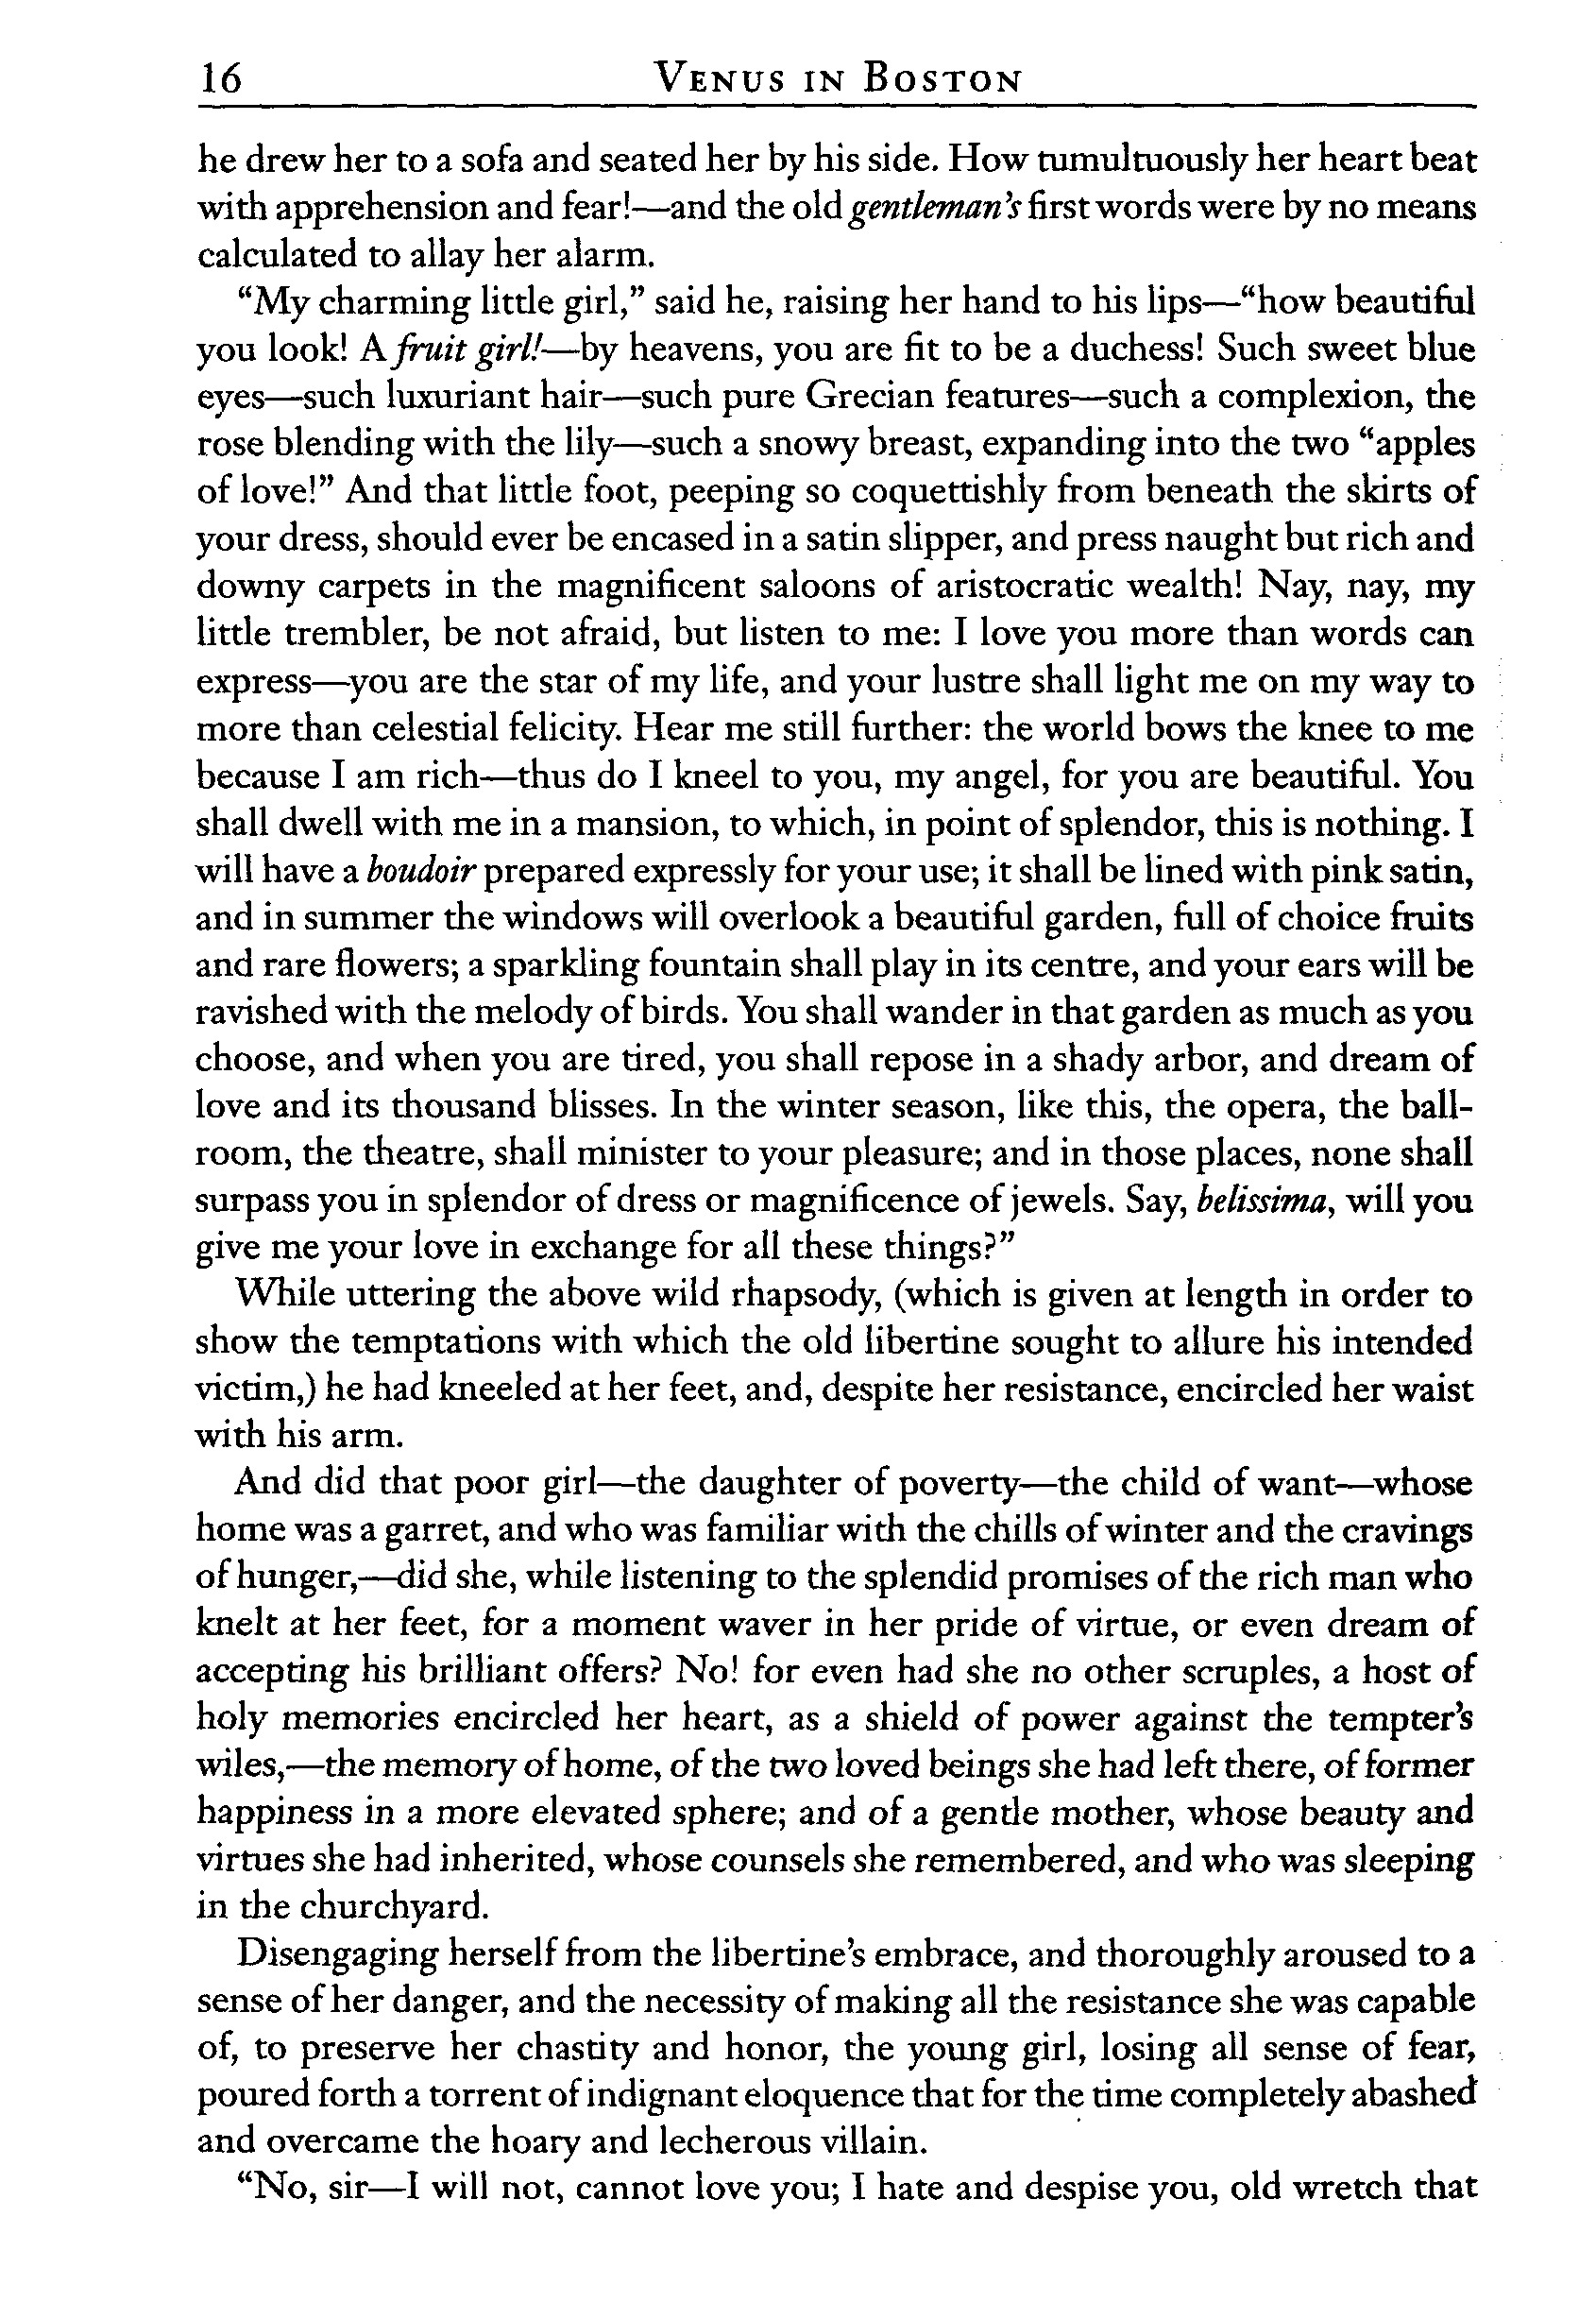 16 VENUS IN BOSTON
he drew her to a sofa and seated her by his side. How tumultuously her heart beat
with apprehension and fear!—and the old gentleman's first words were by no means
calculated to allay her alarm.
“My charming little girl,” said he, raising her hand to his lips—“how beautiful
you look! A fruit girl!—by heavens, you are fit to be a duchess! Such sweet blue
eyes—such luxuriant hair—such pure Grecian features—such a complexion, the
rose blending with the lily—such a snowy breast, expanding into the two “apples
of love!” And that little foot, peeping so coquettishly from beneath the skirts of
your dress, should ever be encased in a satin slipper, and press naught but rich and
downy carpets in the magnificent saloons of aristocratic wealth! Nay, nay, my
little trembler, be not afraid, but listen to me: I love you more than words can
express—you are the star of my life, and your lustre shall light me on my way to
more than celestial felicity. Hear me still further: the world bows the knee to me
because I am rich—thus do I kneel to you, my angel, for you are beautiful. You
shall dwell with me in a mansion, to which, in point of splendor, this is nothing. I
will have a boudoir prepared expressly for your use; it shall be lined with pink satin,
and in summer the windows will overlook a beautiful garden, full of choice fruits
and rare flowers; a sparkling fountain shall play in its centre, and your ears will be
ravished with the melody of birds. You shall wander in that garden as much as you
choose, and when you are tired, you shall repose in a shady arbor, and dream of
love and its thousand blisses. In the winter season, like this, the opera, the ball-
room, the theatre, shall minister to your pleasure; and in those places, none shall
surpass you in splendor of dress or magnificence of jewels. Say, belissima, will you
give me your love in exchange for all these things?”
While uttering the above wild rhapsody, (which is given at length in order to
show the temptations with which the old libertine sought to allure his intended
victim,) he had kneeled at her feet, and, despite her resistance, encircled her waist
with his arm.
And did that poor girl—the daughter of poverty—the child of want—whose
home was a garret, and who was familiar with the chills of winter and the cravings
of hunger,—did she, while listening to the splendid promises of the rich man who
knelt at her feet, for a moment waver in her pride of virtue, or even dream of
accepting his brilliant offers? No! for even had she no other scruples, a host of
holy memories encircled her heart, as a shield of power against the tempter's
wiles,—the memory of home, of the two loved beings she had left there, of former
happiness in a more elevated sphere; and of a gentle mother, whose beauty and
virtues she had inherited, whose counsels she remembered, and who was sleeping
in the churchyard.
Disengaging herself from the libertine's embrace, and thoroughly aroused to a
sense of her danger, and the necessity of making all the resistance she was capable
of, to preserve her chastity and honor, the young girl, losing all sense of fear,
poured forth a torrent of indignant eloquence that for the time completely abashed
and overcame the hoary and lecherous villain.
“No, sir—I will not, cannot love you; I hate and despise you, old wretch that